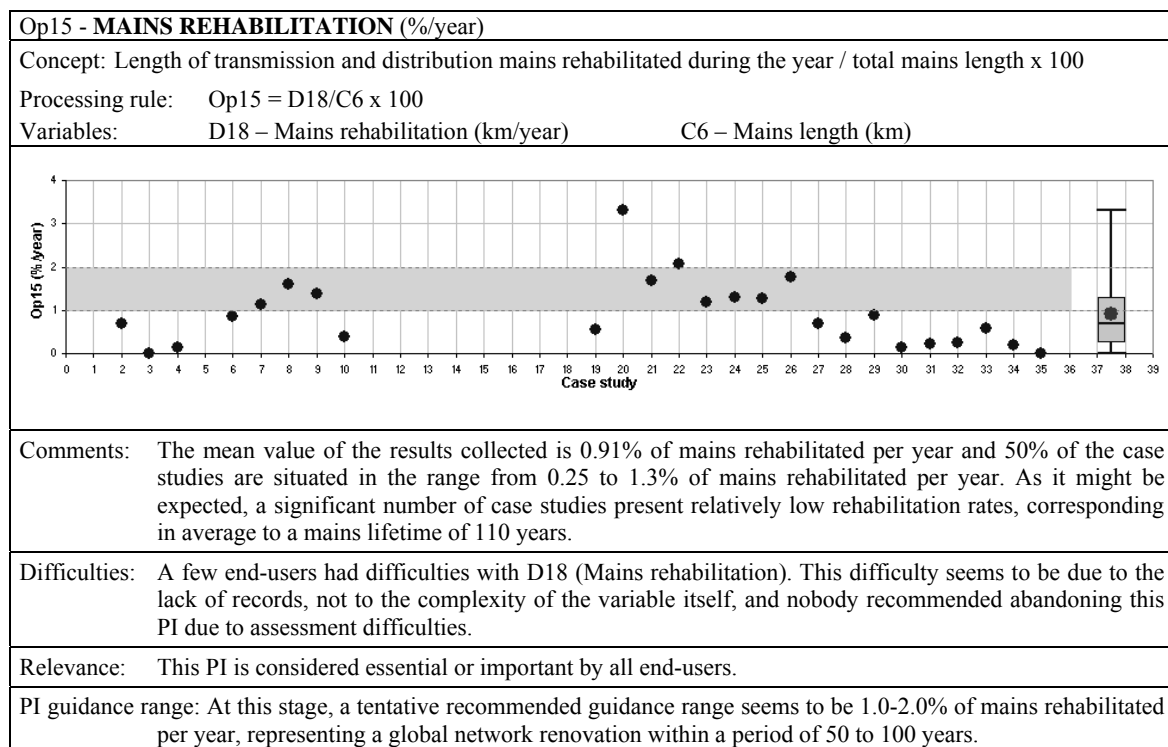 Op15 - MAINS REHABILITATION (%/year)
Concept: Length of transmission and distribution mains rehabilitated during the year / total mains length x 100
Processing rule: Op15 = D18/C6 x 100
Variables: D18 – Mains rehabilitation (km/year) C6 – Mains length (km)
4
3
2
1
0
Op15 (% /year)
0 1 2 3 4 5 6 7 8 9 10 11 12 13 14 15 16 17 18 19 20 21 22 23 24 25 26 27 28 29 30 31 32 33 34 35 36 37 38 39
Case study
Comments: The mean value of the results collected is 0.91% of mains rehabilitated per year and 50% of the case
studies are situated in the range from 0.25 to 1.3% of mains rehabilitated per year. As it might be
expected, a significant number of case studies present relatively low rehabilitation rates, corresponding
in average to a mains lifetime of 110 years.
Difficulties: A few end-users had difficulties with D18 (Mains rehabilitation). This difficulty seems to be due to the
lack of records, not to the complexity of the variable itself, and nobody recommended abandoning this
PI due to assessment difficulties.
Relevance: This PI is considered essential or important by all end-users.
PI guidance range: At this stage, a tentative recommended guidance range seems to be 1.0-2.0% of mains rehabilitated
per year, representing a global network renovation within a period of 50 to 100 years.